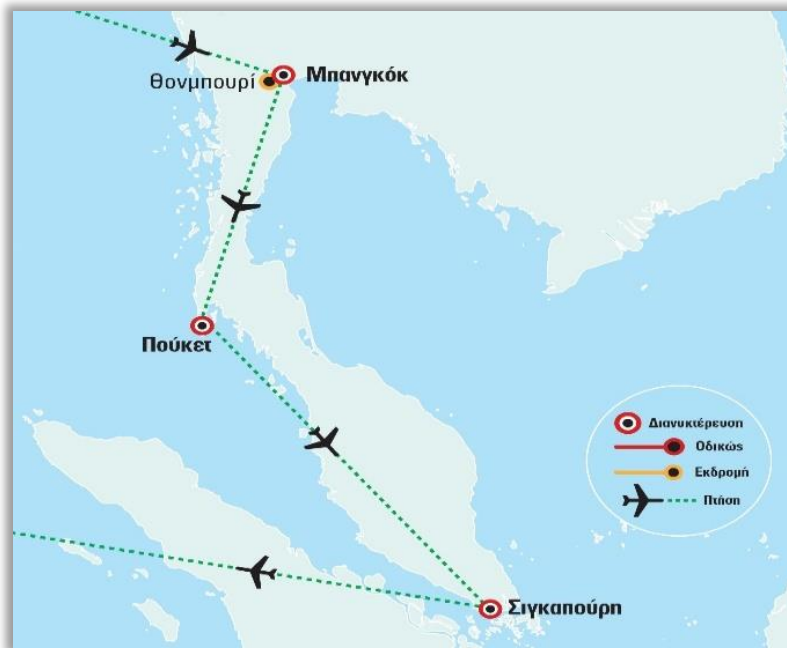 Μπανγκόκ
Θονμπουρί
Πούκετ
Διανυκτέρευση
Οδικώς
Εκδρομή
Πτήση
Σιγκαπούρη